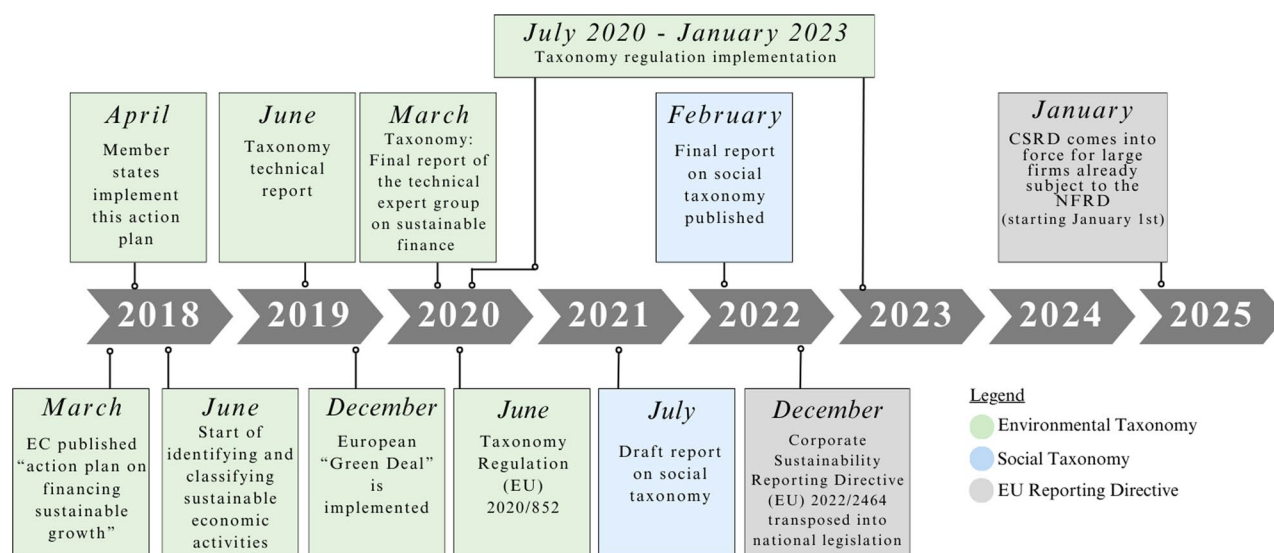 July 2020 - January 2023
Taxonomy regulation implementation
April
Member
states
implement
this action
plan
June
Taxonomy
technical
report
March
Taxonomy:
Final report of
the technical
expert group
on sustainable
finance
February
Final report
on social
taxonomy
published
January
CSRD comes into
force for large
firms already
subject to the
NFRD
(starting January 1st)
2018
2019
2020
2021
2022
2023
2024
2025
March
EC published
“action plan on
financing
sustainable
growth”
June
Start of
identifying and
classifying
sustainable
economic
activities
December
European
“Green Deal”
is
implemented
June
Taxonomy
Regulation
(EU)
2020/852
July
Draft report
on social
taxonomy
December
Corporate
Sustainability
Reporting Directive
(EU) 2022/2464
transposed into
national legislation
Legend
Environmental Taxonomy
Social Taxonomy
EU Reporting Directive